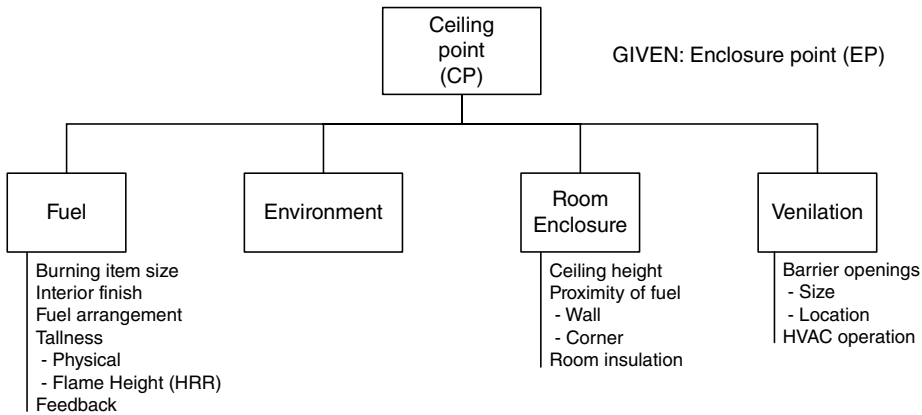 Ceiling
point
(CP)
GIVEN: Enclosure point (EP)
Fuel
Environment
Room
Enclosure
Venilation
Burning item size
Interior finish
Fuel arrangement
Tallness
- Physical
- Flame Height (HRR)
Feedback
Ceiling height
Proximity of fuel
- Wall
- Corner
Room insulation
Barrier openings
- Size
- Location
HVAC operation